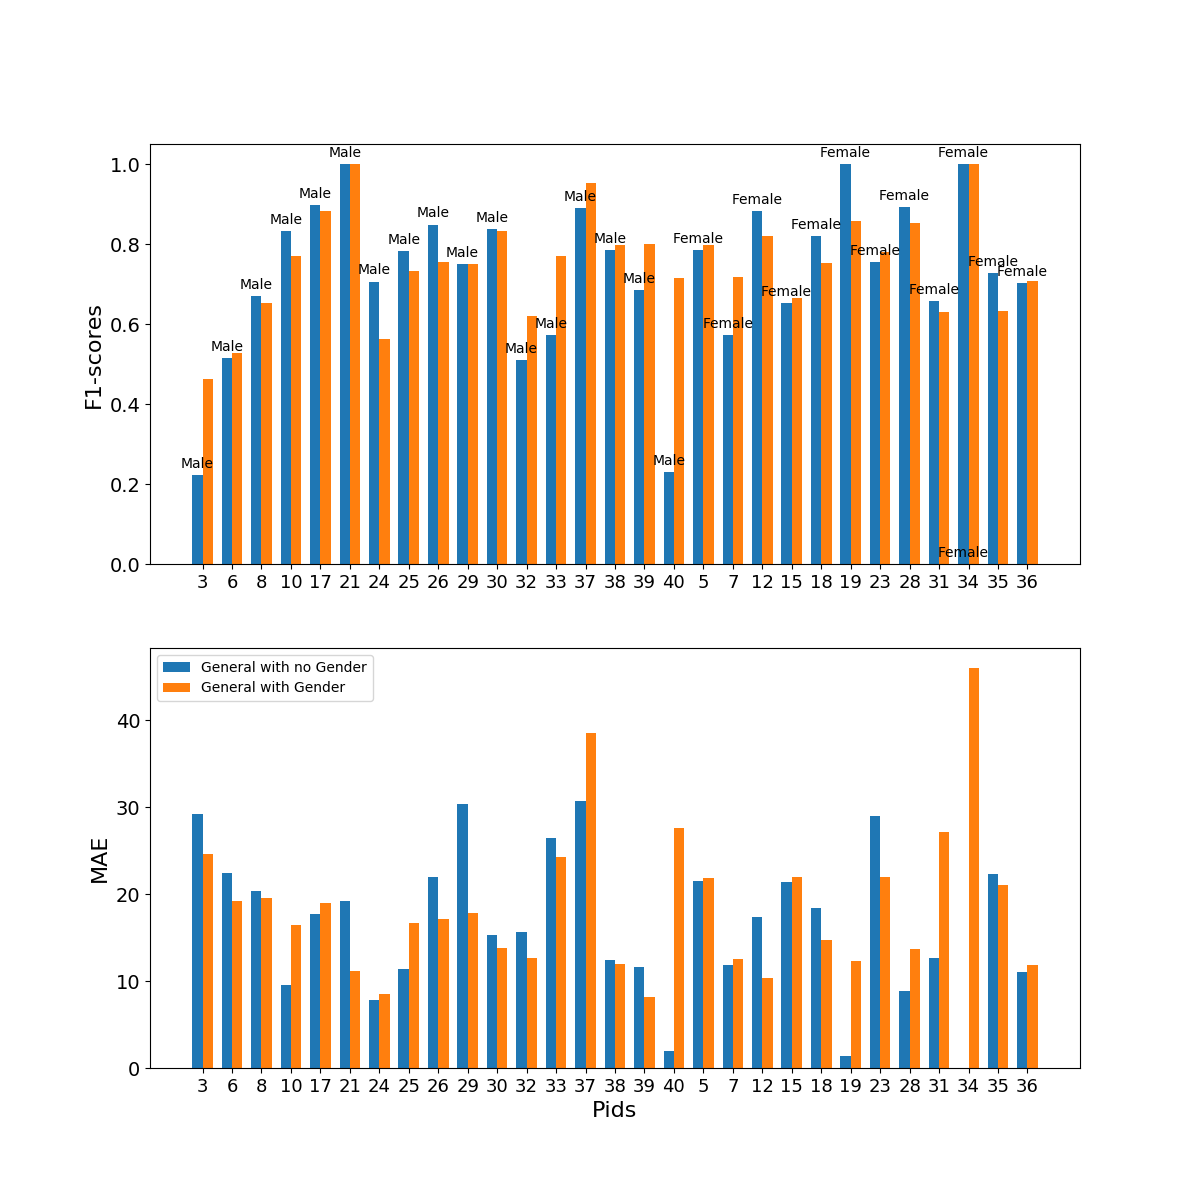 Male Male Male Male Male Male Male Male Male Male Male Male Male Male Male Male Male Female Female Female Female Female Female Female Female Female Female Female Female Female
F1-scores
1.0
0.8
0.6
0.4
0.2
0.0
3 6 8 10 17 21 24 25 26 29 30 32 33 37 38 39 40 5 7 12 15 18 19 23 28 31 34 35 36
General with no Gender
General with Gender
MAE
40
30
20
10
0
3 6 8 10 17 21 24 25 26 29 30 32 33 37 38 39 40 5 7 12 15 18 19 23 28 31 34 35 36
Pids